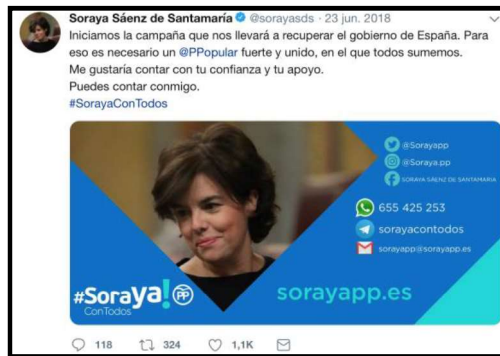 Soraya Sáenz de Santamaría @sorayasds · 23 jun. 2018
Iniciamos la campaña que nos llevará a recuperar el gobierno de España. Para
eso es necesario un @PPopular fuerte y unido, en el que todos sumemos.
Me gustaría contar con tu confianza y tu apoyo.
Puedes contar conmigo.
#SorayaConTodos
@Sorayapp
@Soraya.pp
SORAYA SÁENZ DE SANTAMARIA
655 425 253
sorayacontodos
sorayapp@sorayapp.es
#SoraYa! PP
ConTodos
sorayapp.es
118 324 1,1K